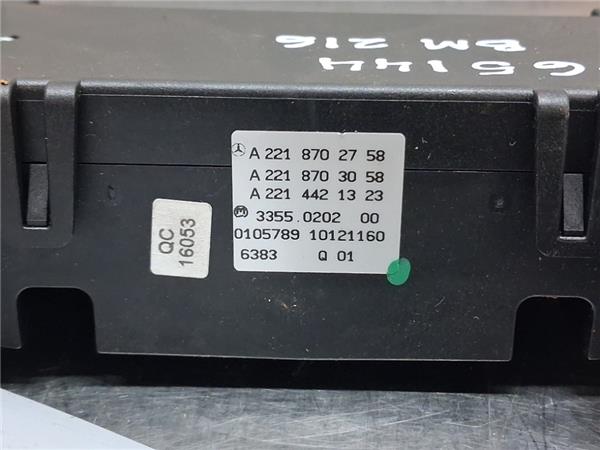 65144
BM 216
A 221 870 27 58
A 221 870 30 58
A 221 442 13 23
3355.0202 00
0105789 10121160
6383 Q 01
QC
16053